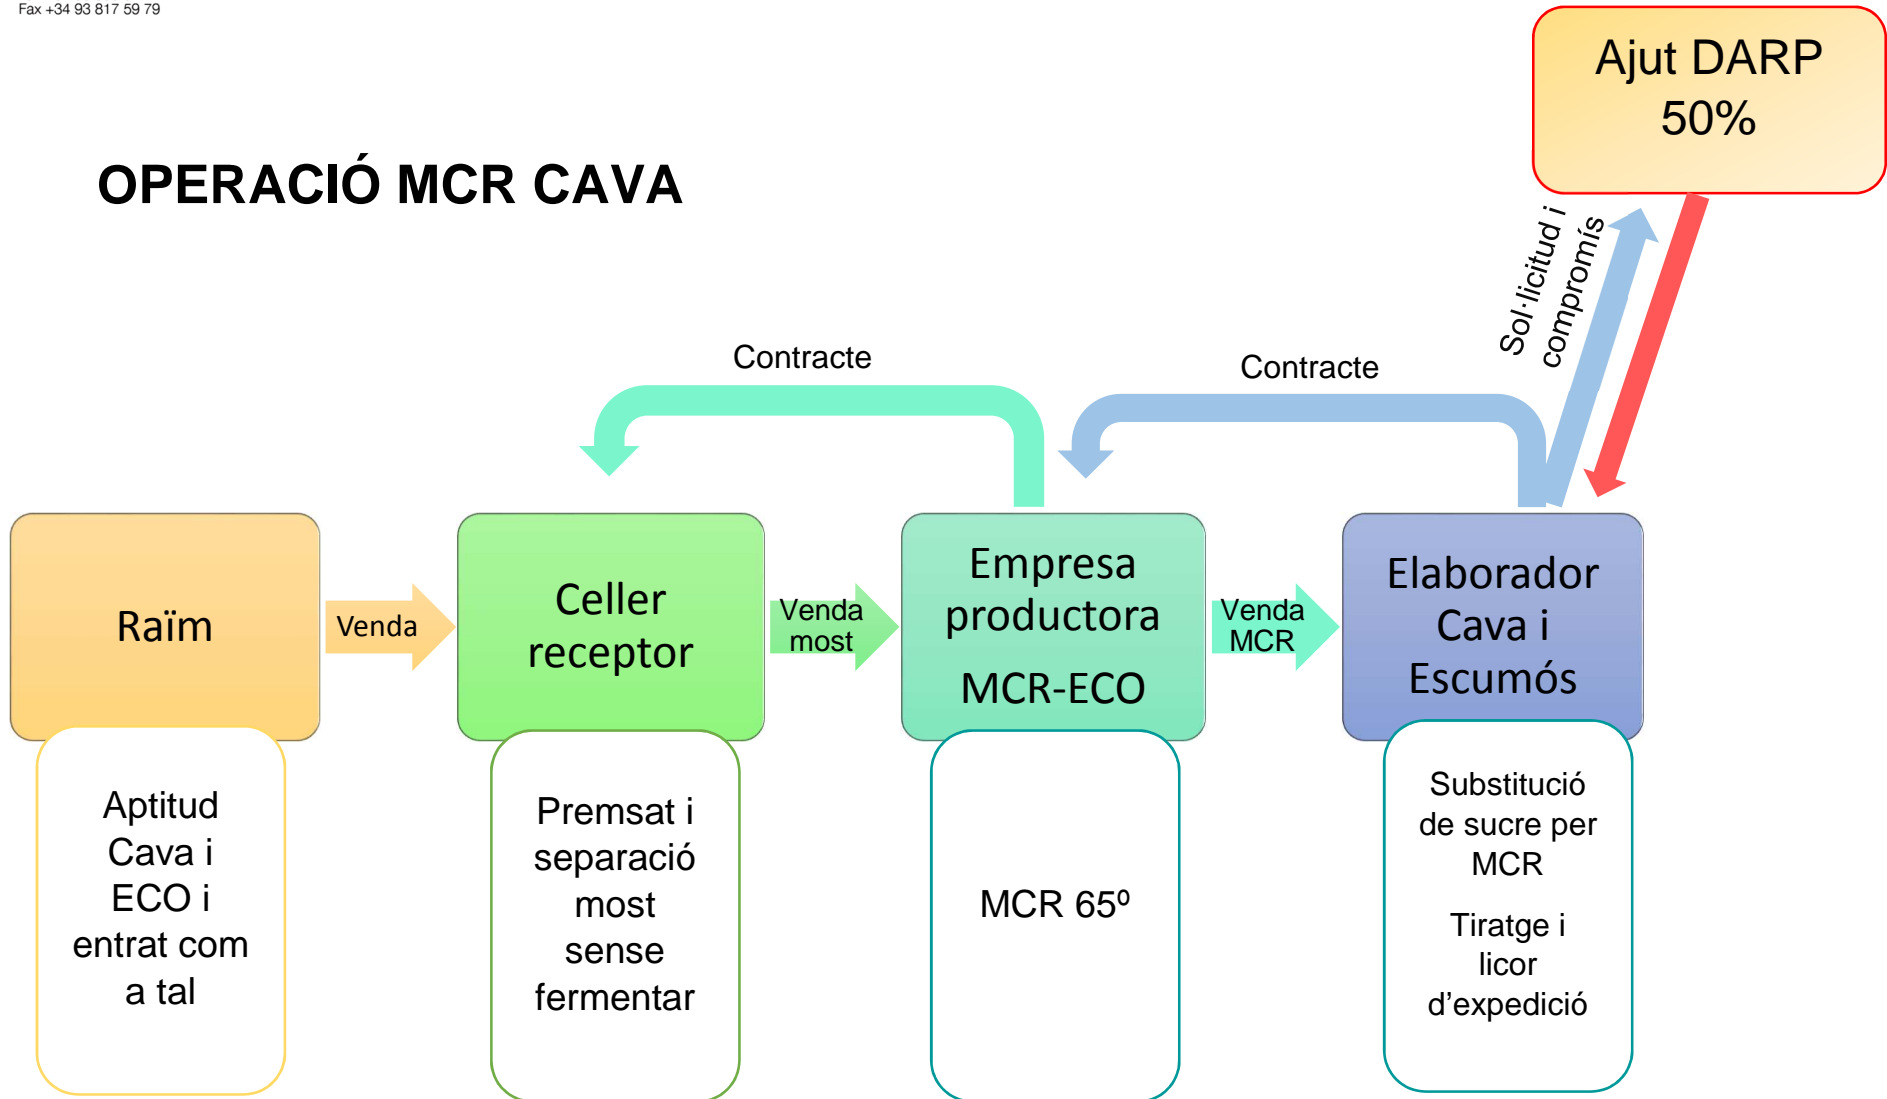 Fax +34 93 817 59 79
Ajut DARP
50%
OPERACIÓ MCR CAVA
Sol·licitud i
compromís
Contracte
Contracte
Raïm
Venda
Celler
receptor
Venda
most
Empresa
productora
MCR-ECO
Venda
MCR
Elaborador
Cava i
Escumós
Aptitud
Cava i
ECO i
entrat com
a tal
Premsat i
separació
most
sense
fermentar
MCR 65º
Substitució
de sucre per
MCR
Tiratge i
licor
d’expedició